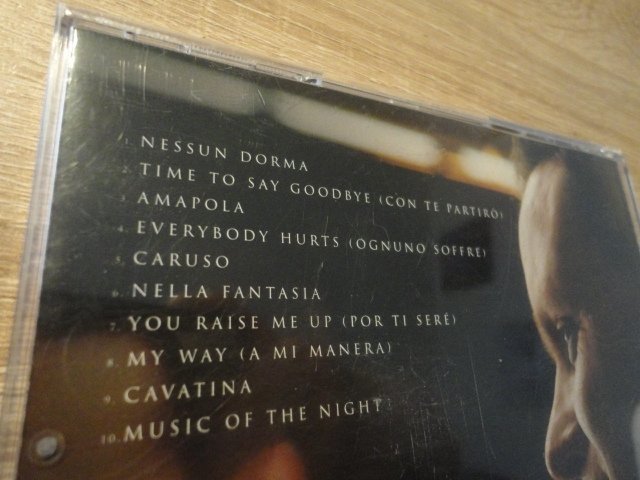 1. NESSUN DORMA
2. TIME TO SAY GOODBYE (CON TE PARTIRÒ)
3. AMAPOLA
4. EVERYBODY HURTS (OGNUNO SOFFRE)
5. CARUSO
6. NELLA FANTASIA
7. YOU RAISE ME UP (POR TI SERÉ)
8. MY WAY (A MI MANERA)
9. CAVATINA
10. MUSIC OF THE NIGHT